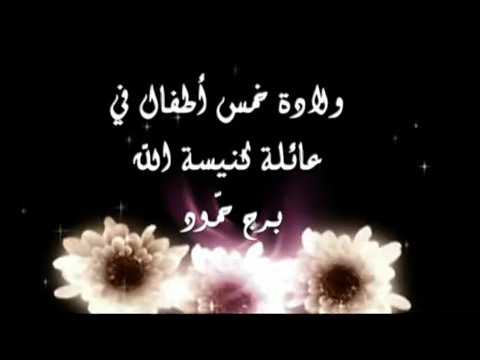 ولادة خمس أطفال في
عائلة كنيسة الله
برج حمّود